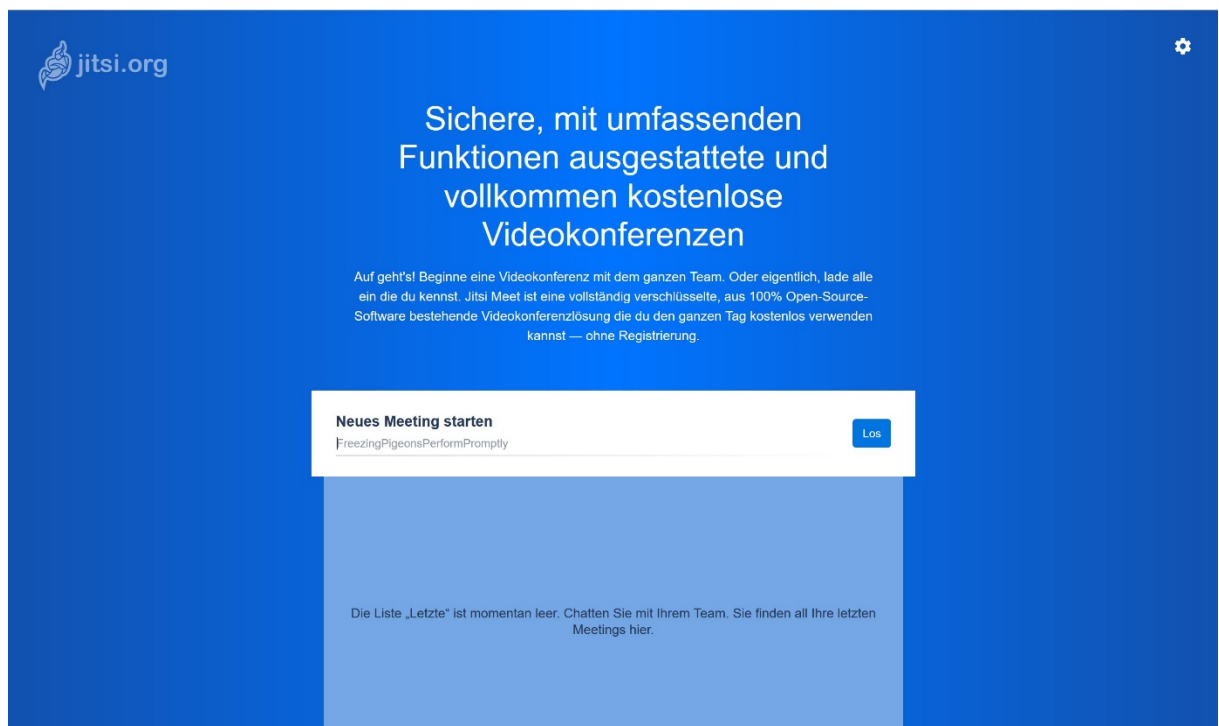 jitsi.org
Sichere, mit umfassenden
Funktionen ausgestattete und
vollkommen kostenlose
Videokonferenzen
Auf geht's! Beginne eine Videokonferenz mit dem ganzen Team. Oder eigentlich, lade alle
ein die du kennst. Jitsi Meet ist eine vollständig verschlüsselte, aus 100% Open-Source-
Software bestehende Videokonferenzlösung die du den ganzen Tag kostenlos verwenden
kannst — ohne Registrierung.
Neues Meeting starten
FreezingPigeonsPerformPromptly
Los
Die Liste „Letzte“ ist momentan leer. Chatten Sie mit Ihrem Team. Sie finden all Ihre letzten
Meetings hier.